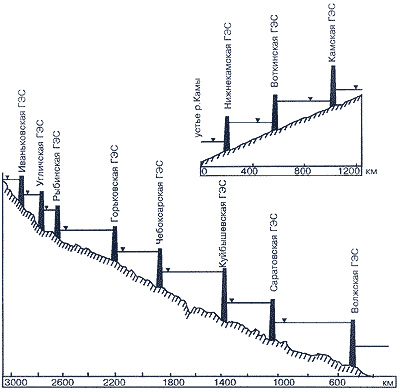 Иваньковская ГЭС
Угличская ГЭС
Рыбинская ГЭС
Горьковская ГЭС
Чебоксарская ГЭС
Куйбышевская ГЭС
Саратовская ГЭС
Волжская ГЭС
3000 2600 2200 1800 1400 1000 600 км
устье р.Камы
Нижнекамская ГЭС
Воткинская ГЭС
Камская ГЭС
0 400 800 1200 км